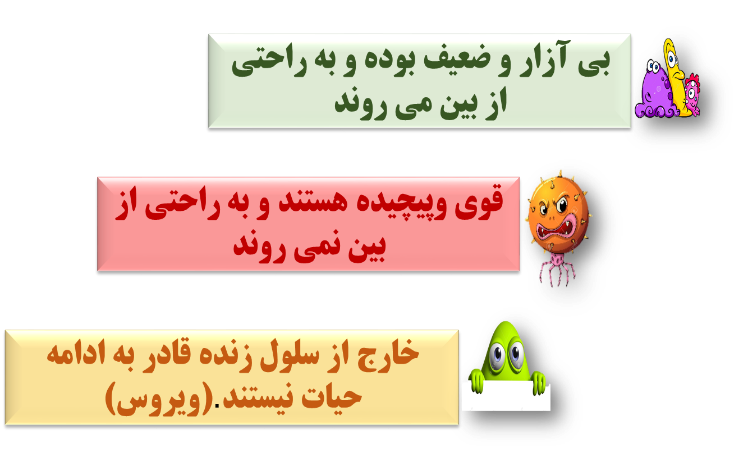 بی آزار و ضعیف بوده و به راحتی
از بین می روند
قوی وپیچیده هستند و به راحتی از
بین نمی روند
خارج از سلول زنده قادر به ادامه
حیات نیستند.(ویروس)